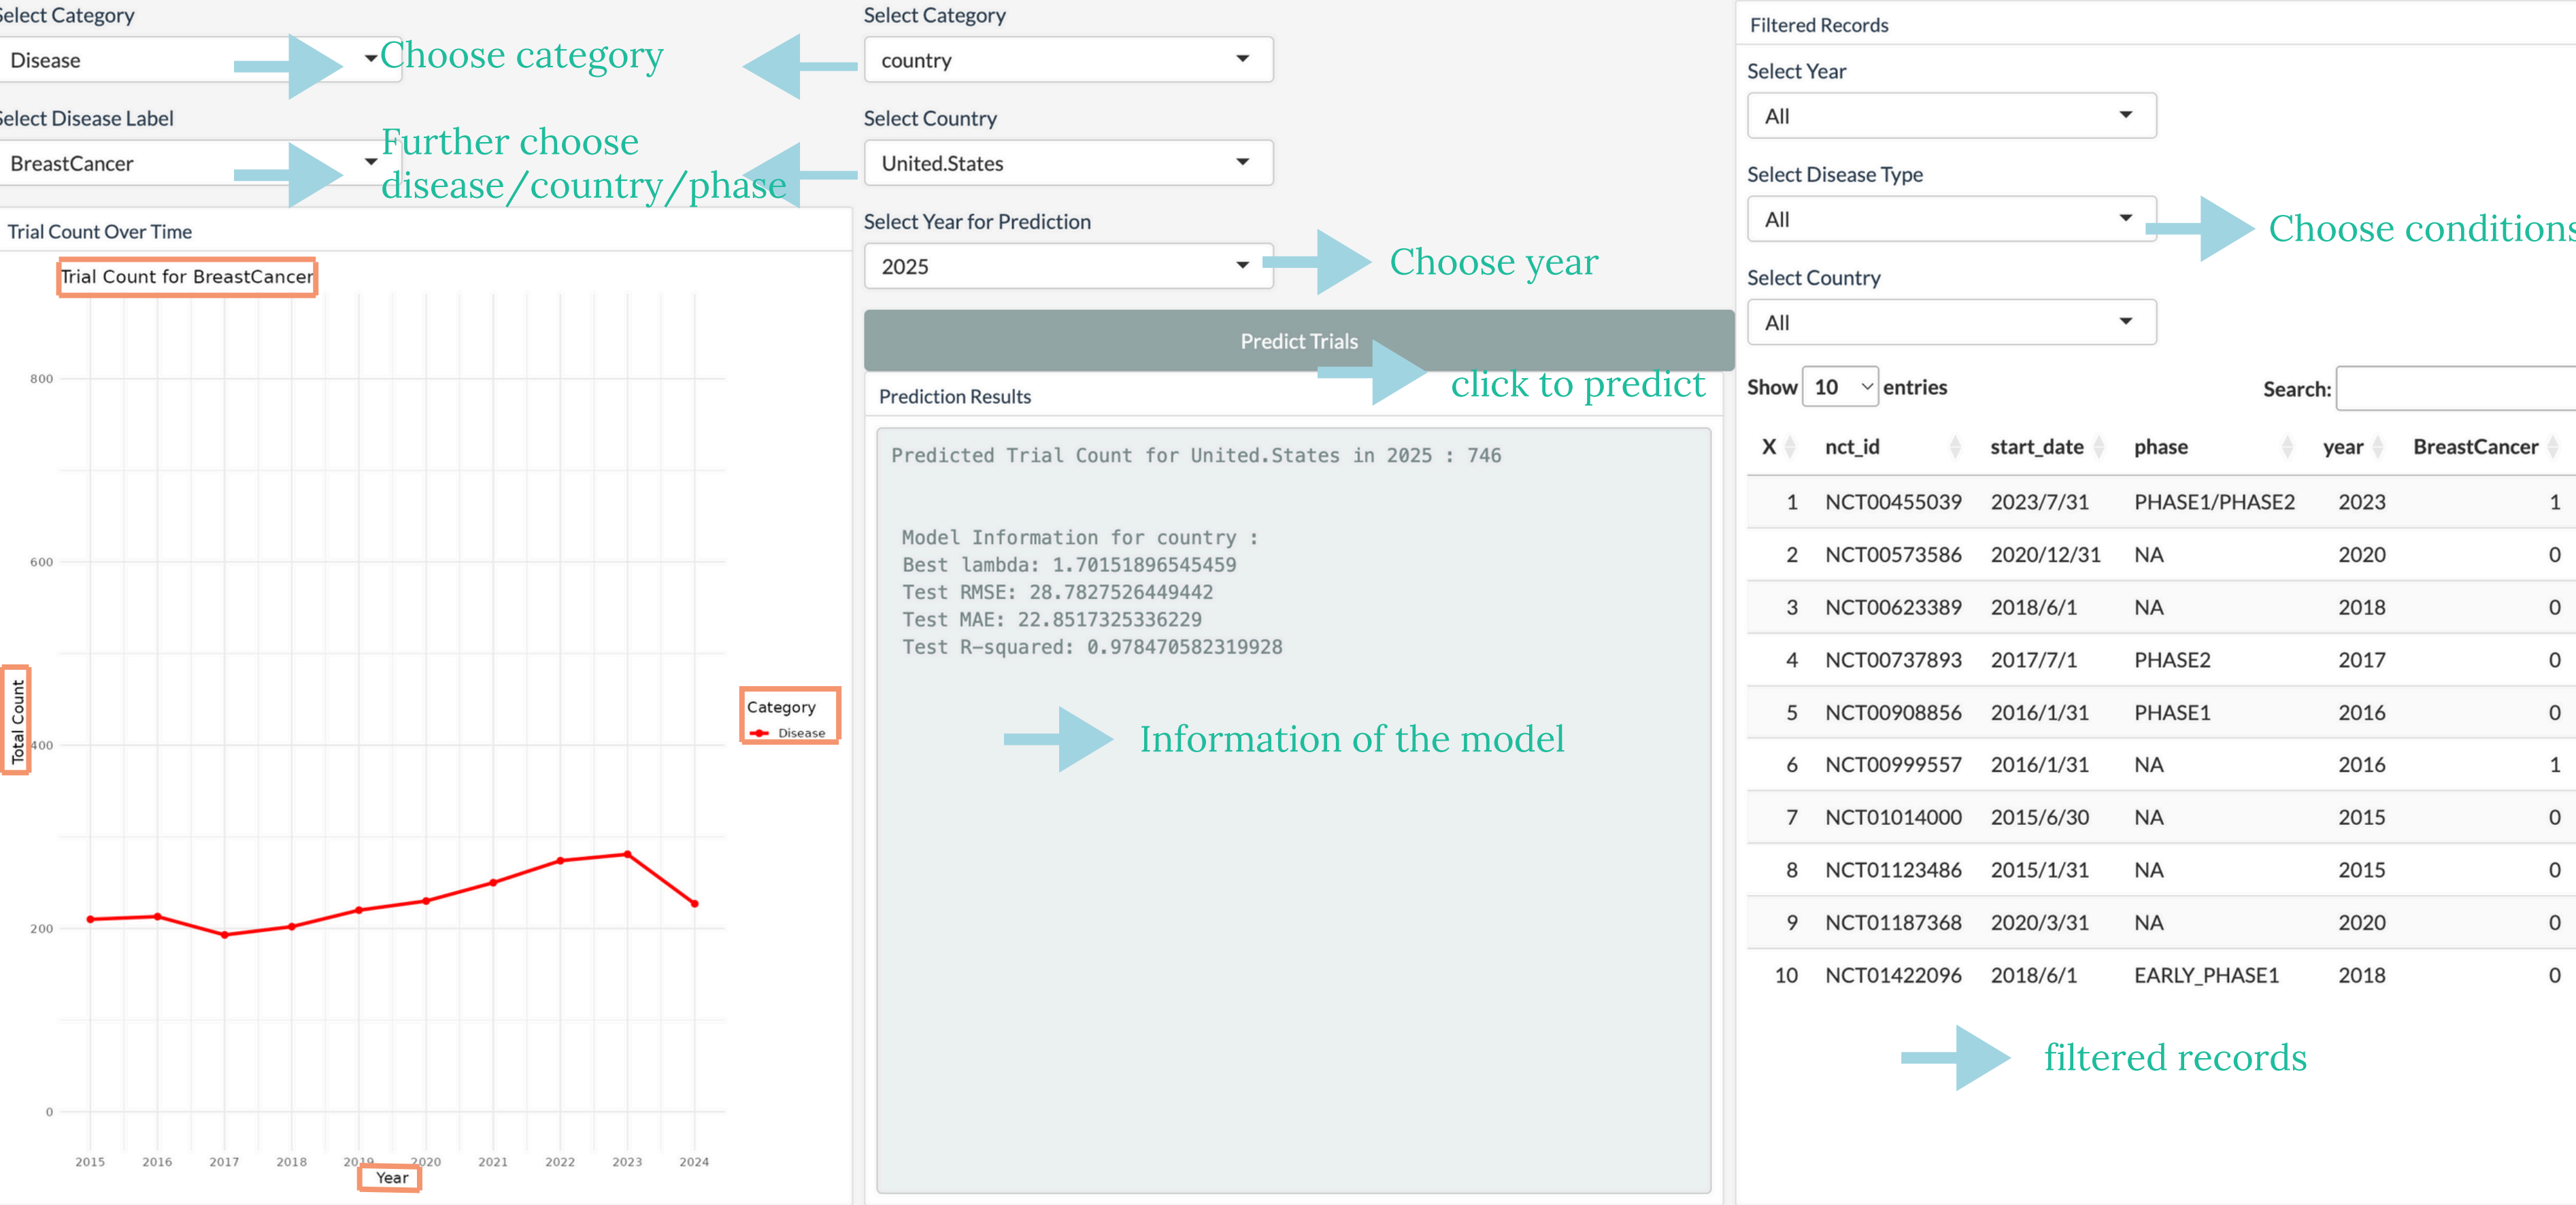 Select Category
Disease
Choose category
Select Disease Label
BreastCancer
Further choose
disease/country/phase
Trial Count Over Time
Trial Count for BreastCancer
800
600
400
200
0
Total Count
Category
Disease
2015 2016 2017 2018 2019 2020 2021 2022 2023 2024
Year
Select Category
country
Select Country
United.States
Select Year for Prediction
2025
Choose year
Predict Trials
click to predict
Prediction Results
Predicted Trial Count for United.States in 2025 : 746
Model Information for country :
Best lambda: 1.70151896545459
Test RMSE: 28.7827526449442
Test MAE: 22.8517325336229
Test R-squared: 0.978470582319928
Information of the model
Filtered Records
Select Year
All
Select Disease Type
All
Choose conditions
Select Country
All
Show 10 entries
Search:
X nct_id start_date phase year BreastCancer
1 NCT00455039 2023/7/31 PHASE1/PHASE2 2023 1
2 NCT00573586 2020/12/31 NA 2020 0
3 NCT00623389 2018/6/1 NA 2018 0
4 NCT00737893 2017/7/1 PHASE2 2017 0
5 NCT00908856 2016/1/31 PHASE1 2016 0
6 NCT00999557 2016/1/31 NA 2016 1
7 NCT01014000 2015/6/30 NA 2015 0
8 NCT01123486 2015/1/31 NA 2015 0
9 NCT01187368 2020/3/31 NA 2020 0
10 NCT01422096 2018/6/1 EARLY_PHASE1 2018 0
filtered records